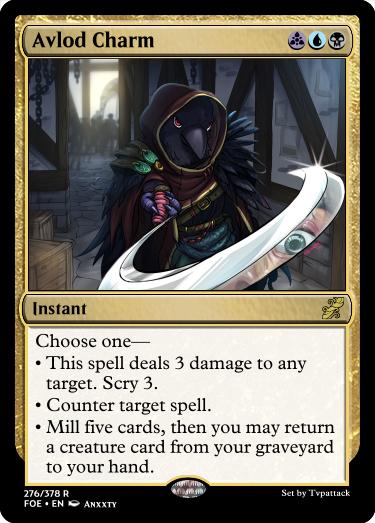 Avlod Charm
Instant
Choose one—
• This spell deals 3 damage to any
target. Scry 3.
• Counter target spell.
• Mill five cards, then you may return
a creature card from your graveyard
to your hand.
276/378 R
FOE • EN Anxxty
Set by Tvpattack